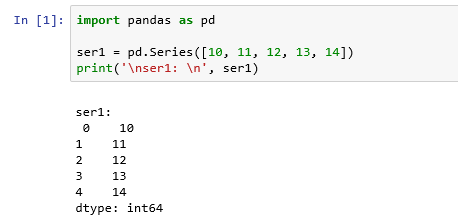 In [1]: import pandas as pd
ser1 = pd.Series([10, 11, 12, 13, 14])
print('\nser1: \n', ser1)
ser1:
 0    10
1    11
2    12
3    13
4    14
dtype: int64